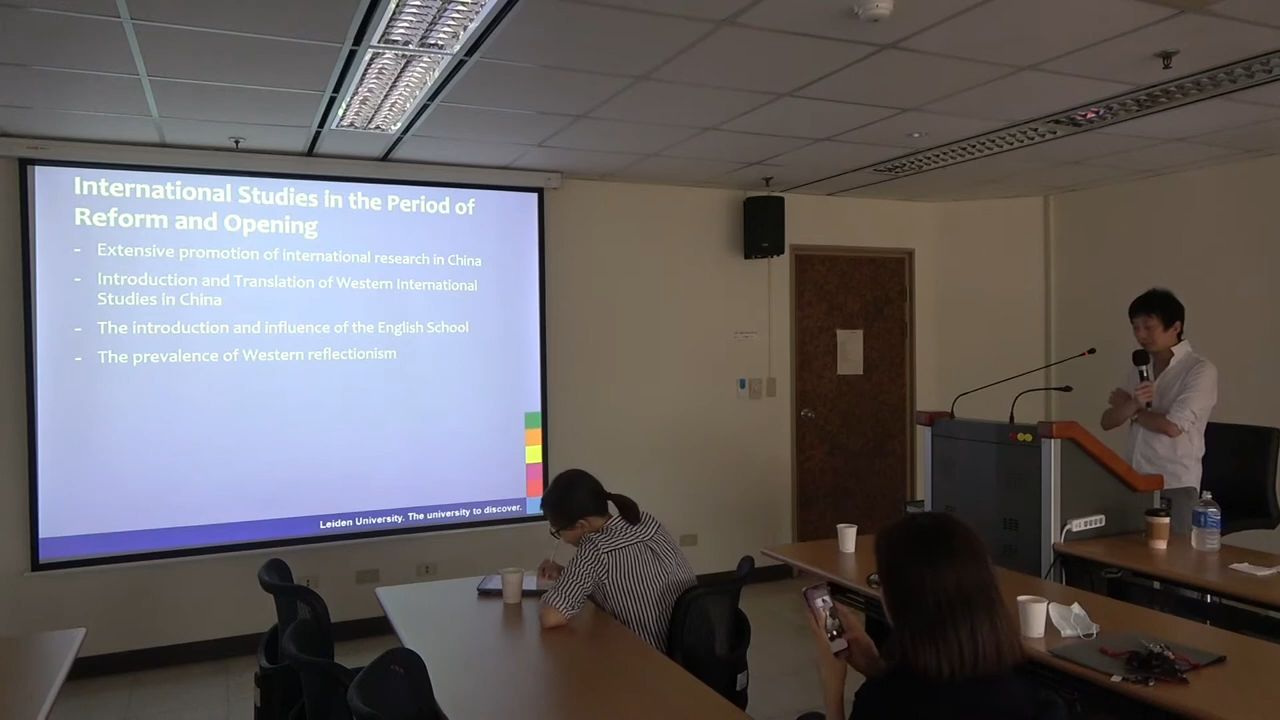 International Studies in the Period of
Reform and Opening
- Extensive promotion of international research in China
- Introduction and Translation of Western International
Studies in China
- The introduction and influence of the English School
- The prevalence of Western reflectionism
Leiden University. The university to discover.